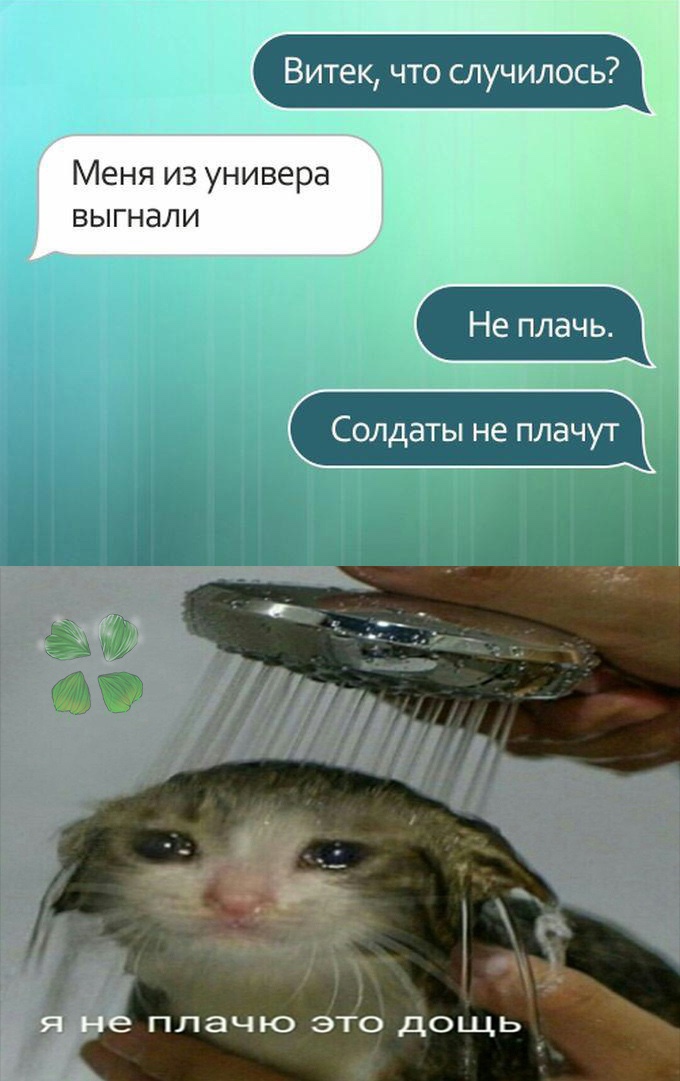 Витек, что случилось?
Меня из универа
выгнали
Не плачь.
Солдаты не плачут
я не плачю это дощь